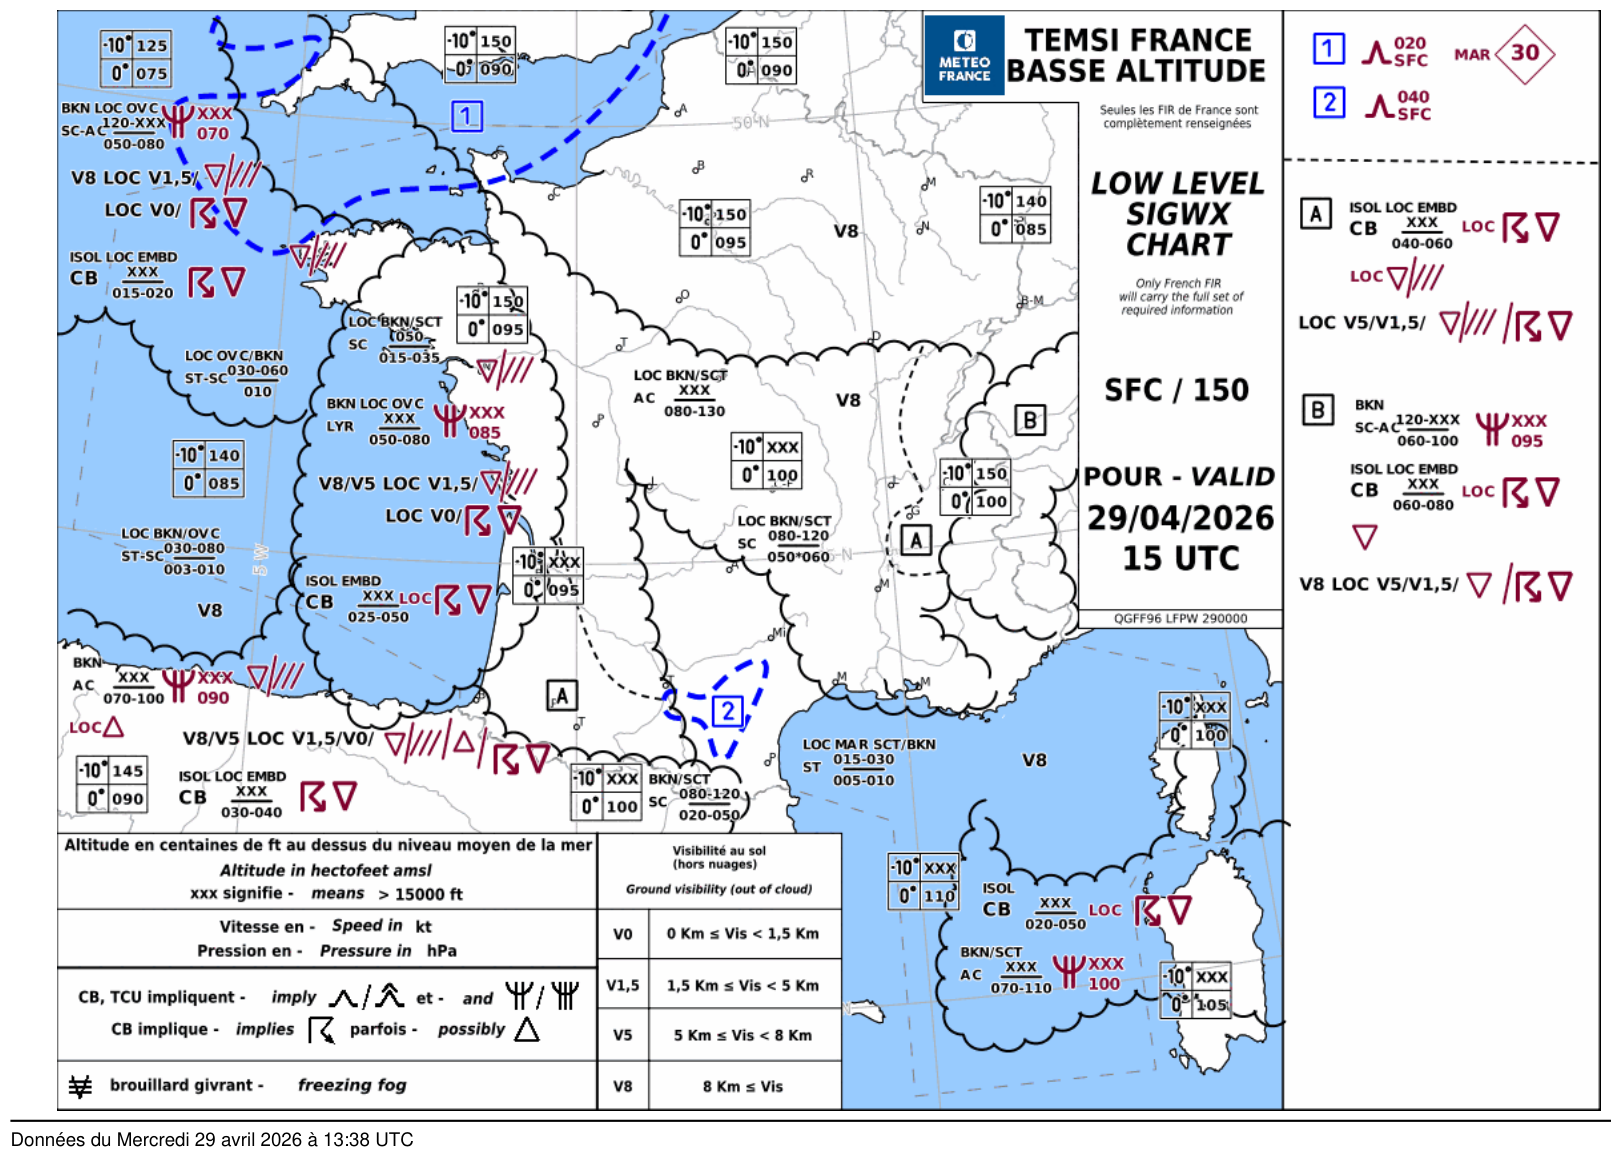 -10° 125
0° 075
-10° 150
0° 090
-10° 150
0° 090
METEO
FRANCE
TEMSI FRANCE
BASSE ALTITUDE
Seules les FIR de France sont
complètement renseignées
LOW LEVEL
SIGWX
CHART
Only French FIR
will carry the full set of
required information
SFC / 150
POUR - VALID
29/04/2026
15 UTC
QGFF96 LFPW 290000
1 020
SFC
MAR 30
2 040
SFC
A
ISOL LOC EMBD
CB XXX
040-060
LOC
LOC
LOC V5/V1,5/
B
BKN
SC-AC 120-XXX
060-100
XXX
095
ISOL LOC EMBD
CB XXX
060-080
LOC
V8 LOC V5/V1,5/
BKN LOC OVC
SC-AC 120-XXX
050-080
XXX
070
V8 LOC V1,5/
LOC V0/
ISOL LOC EMBD
CB XXX
015-020
1
50°N
A
B
R
M
N
C
C
O
T
P
D
B-M
L
L
G
A
M
Mi
M
M
N
T
T
P
B
-10° 150
0° 095
V8
-10° 140
0° 085
-10° 150
0° 095
LOC BKN/SCT
SC 050
015-035
LOC OVC/BKN
ST-SC 030-060
010
BKN LOC OVC
LYR XXX
050-080
XXX
085
LOC BKN/SCT
AC XXX
080-130
V8
B
-10° 140
0° 085
-10° XXX
0° 100
-10° 150
0° 100
V8/V5 LOC V1,5/
LOC V0/
LOC BKN/OVC
ST-SC 030-080
003-010
5 W
LOC BKN/SCT
SC 080-120
050*060
N
A
-10° XXX
0° 095
ISOL EMBD
CB XXX
025-050
LOC
V8
BKN
AC XXX
070-100
XXX
090
LOC
A
2
V8/V5 LOC V1,5/V0/
-10° 145
0° 090
ISOL LOC EMBD
CB XXX
030-040
-10° XXX
0° 100
BKN/SCT
SC 080-120
020-050
LOC MAR SCT/BKN
ST 015-030
005-010
V8
-10° XXX
0° 100
-10° XXX
0° 110
ISOL
CB XXX
020-050
LOC
BKN/SCT
AC XXX
070-110
XXX
100
-10° XXX
0° 105
N
Altitude en centaines de ft au dessus du niveau moyen de la mer
Altitude in hectofeet amsl
xxx signifie - means > 15000 ft
Vitesse en - Speed in kt
Pression en - Pressure in hPa
CB, TCU impliquent - imply / et - and /
CB implique - implies parfois - possibly
brouillard givrant - freezing fog
Visibilité au sol
(hors nuages)
Ground visibility (out of cloud)
V0 0 Km ≤ Vis < 1,5 Km
V1,5 1,5 Km ≤ Vis < 5 Km
V5 5 Km ≤ Vis < 8 Km
V8 8 Km ≤ Vis
Données du Mercredi 29 avril 2026 à 13:38 UTC